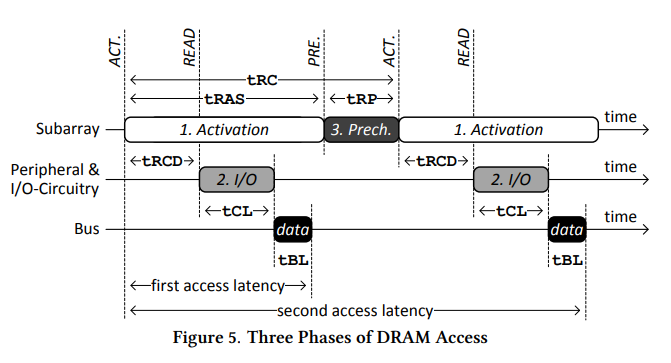 ACT. READ PRE. ACT. READ
tRC
tRAS tRP
Subarray 1. Activation 3. Prech. 1. Activation time
tRCD tRCD
Peripheral & I/O-Circuitry 2. I/O 2. I/O time
tCL tCL
Bus data data time
tBL tBL
first access latency
second access latency
Figure 5. Three Phases of DRAM Access